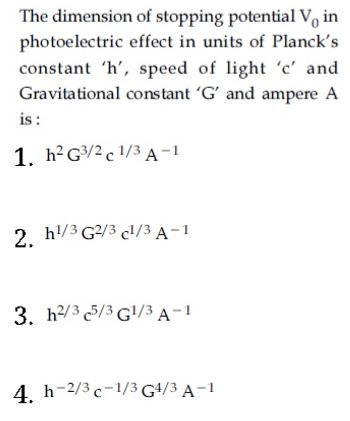 The dimension of stopping potential V₀ in
photoelectric effect in units of Planck's
constant 'h', speed of light 'c' and
Gravitational constant 'G' and ampere A
is :
1. h² G^3/2 c^1/3 A^−1
2. h^1/3 G^2/3 c^1/3 A^−1
3. h^2/3 c^5/3 G^1/3 A^−1
4. h^−2/3 c^−1/3 G^4/3 A^−1